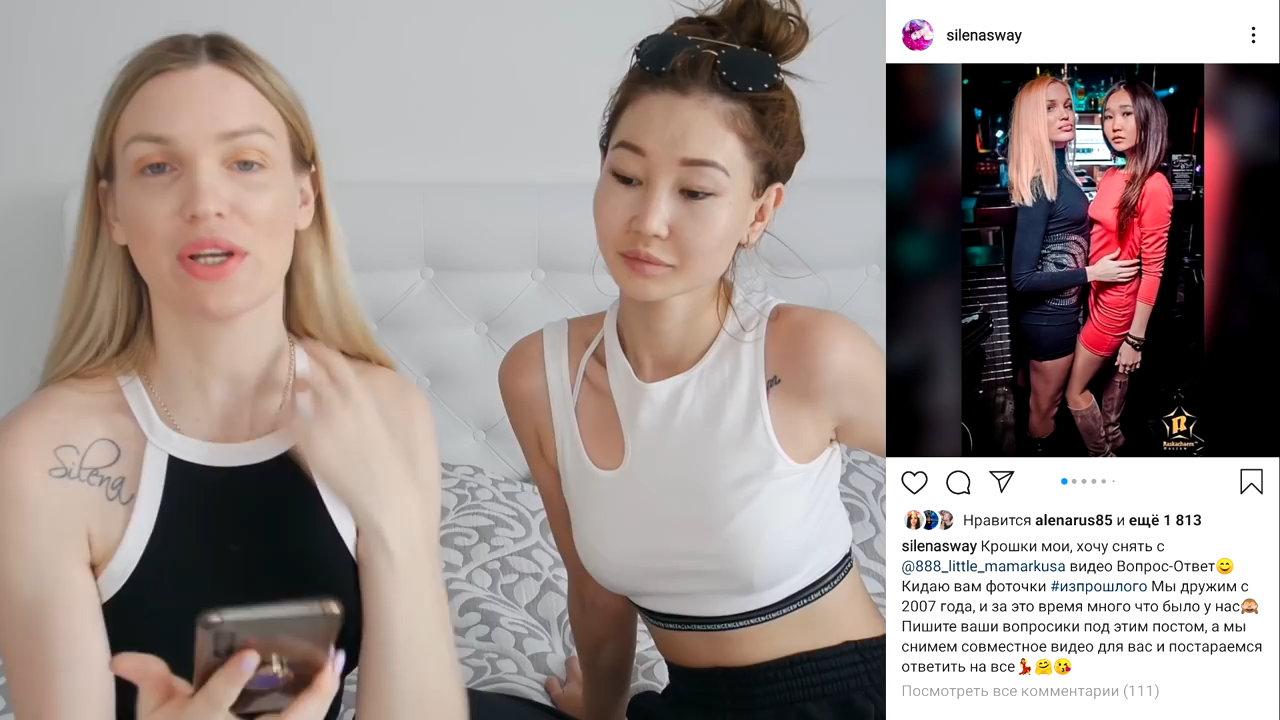 Silena
silenasway
Raskachaem
Moscow
Нравится alenarus85 и ещё 1 813
silenasway Крошки мои, хочу снять с
@888_little_mamarkusa видео Вопрос-Ответ😊
Кидаю вам фоточки #изпрошлого Мы дружим с
2007 года, и за это время много что было у нас🙈
Пишите ваши вопросики под этим постом, а мы
снимем совместное видео для вас и постараемся
ответить на все💃🤗😘
Посмотреть все комментарии (111)